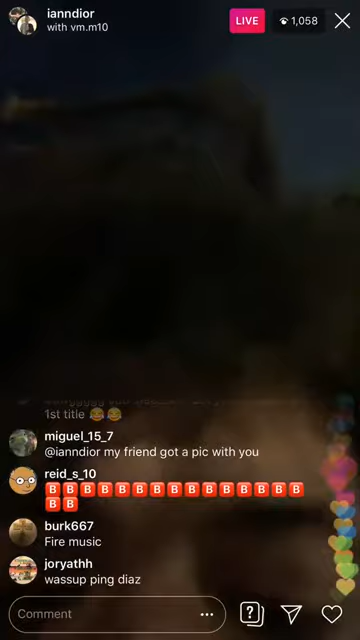 ianndior
with vm.m10
LIVE
1,058
1st title 😂😂
miguel_15_7
@ianndior my friend got a pic with you
reid_s_10
🅱️🅱️🅱️🅱️🅱️🅱️🅱️🅱️🅱️🅱️🅱️🅱️🅱️🅱️🅱️
🅱️🅱️
burk667
Fire music
joryathh
wassup ping diaz
Comment